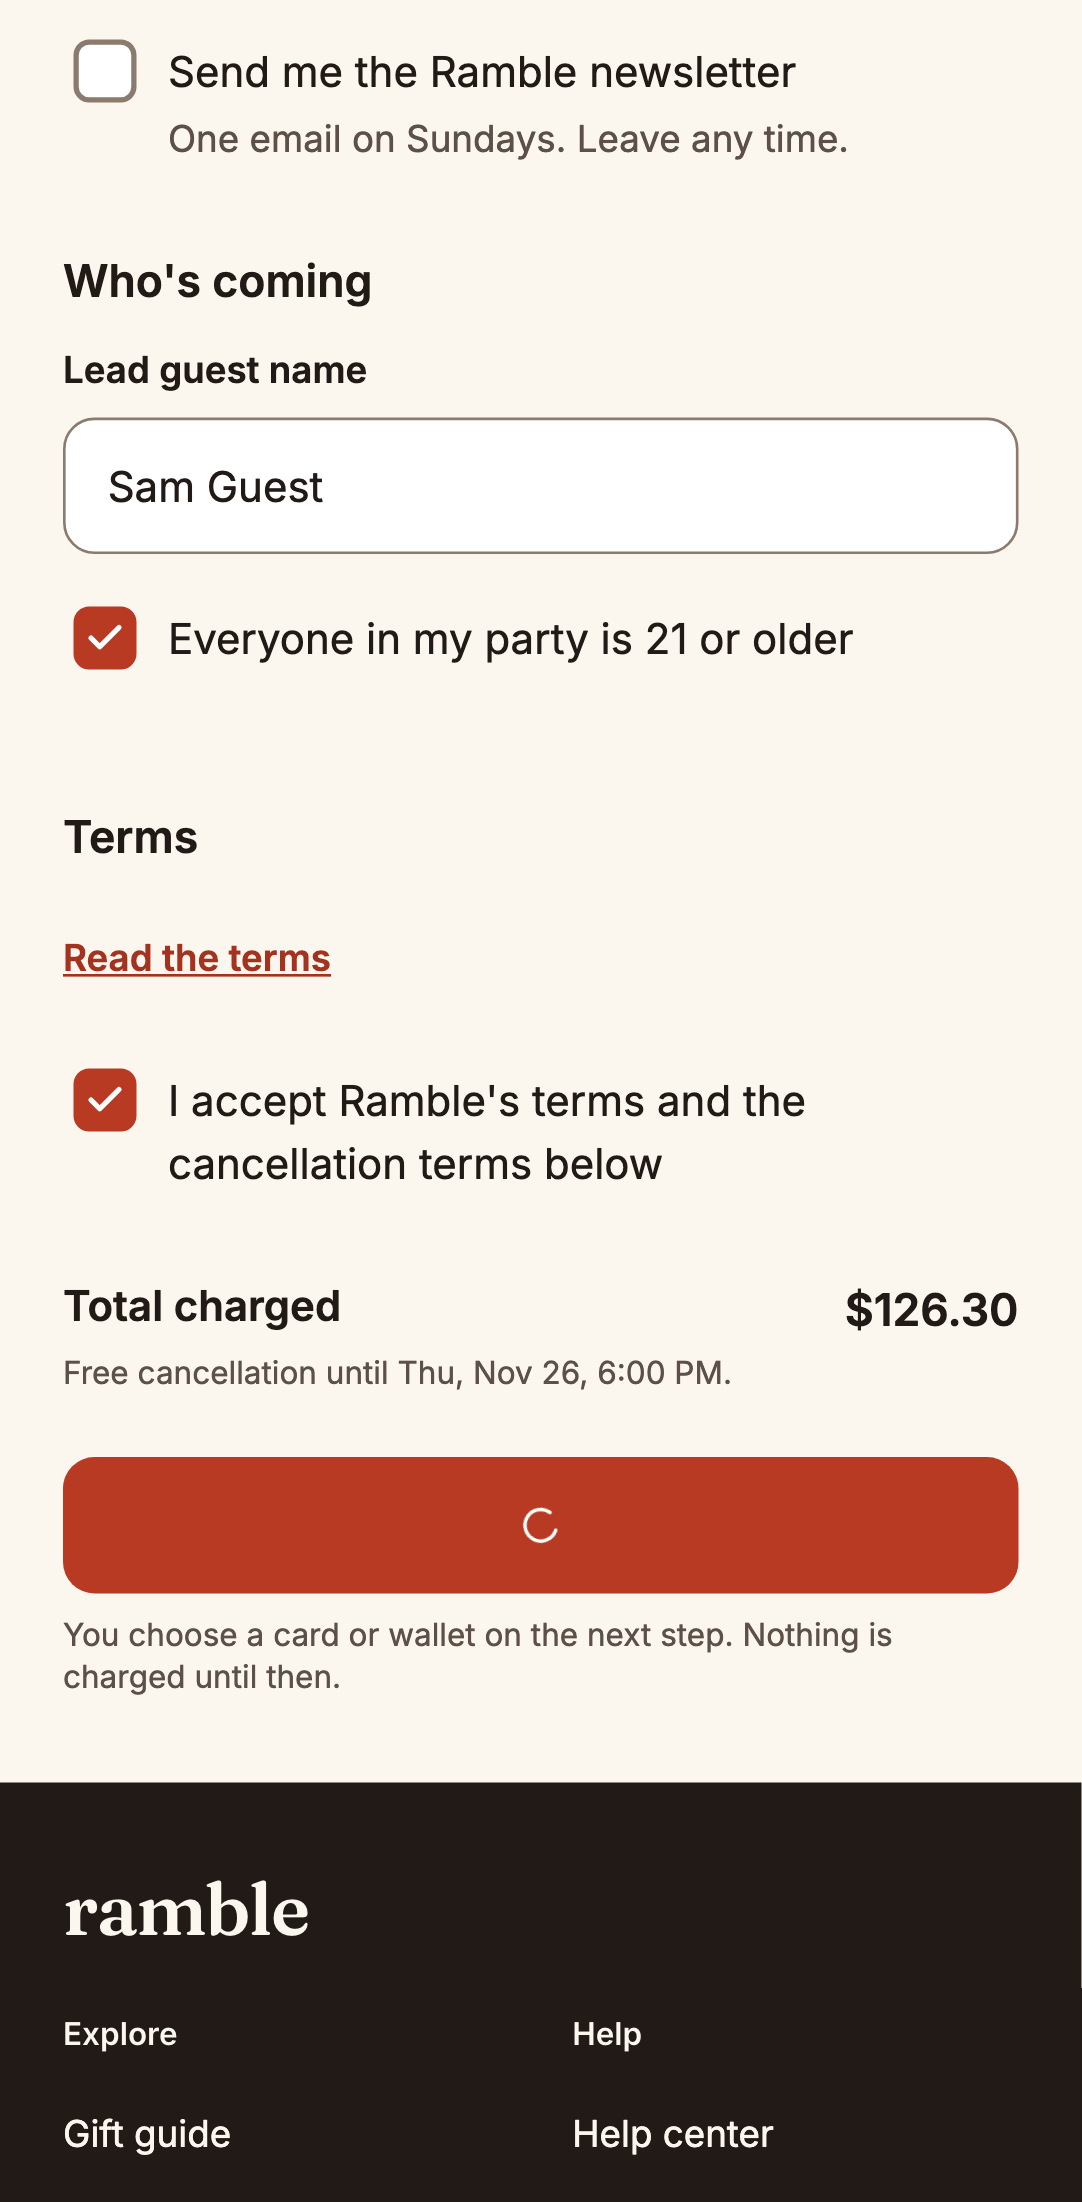 Send me the Ramble newsletter
One email on Sundays. Leave any time.
Who's coming
Lead guest name
Sam Guest
Everyone in my party is 21 or older
Terms
Read the terms
I accept Ramble's terms and the
cancellation terms below
Total charged $126.30
Free cancellation until Thu, Nov 26, 6:00 PM.
You choose a card or wallet on the next step. Nothing is
charged until then.
ramble
Explore Help
Gift guide Help center